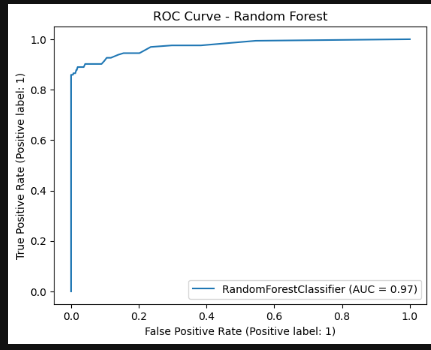 ROC Curve - Random Forest
1.0
0.8
0.6
0.4
0.2
0.0
True Positive Rate (Positive label: 1)
RandomForestClassifier (AUC = 0.97)
0.0 0.2 0.4 0.6 0.8 1.0
False Positive Rate (Positive label: 1)